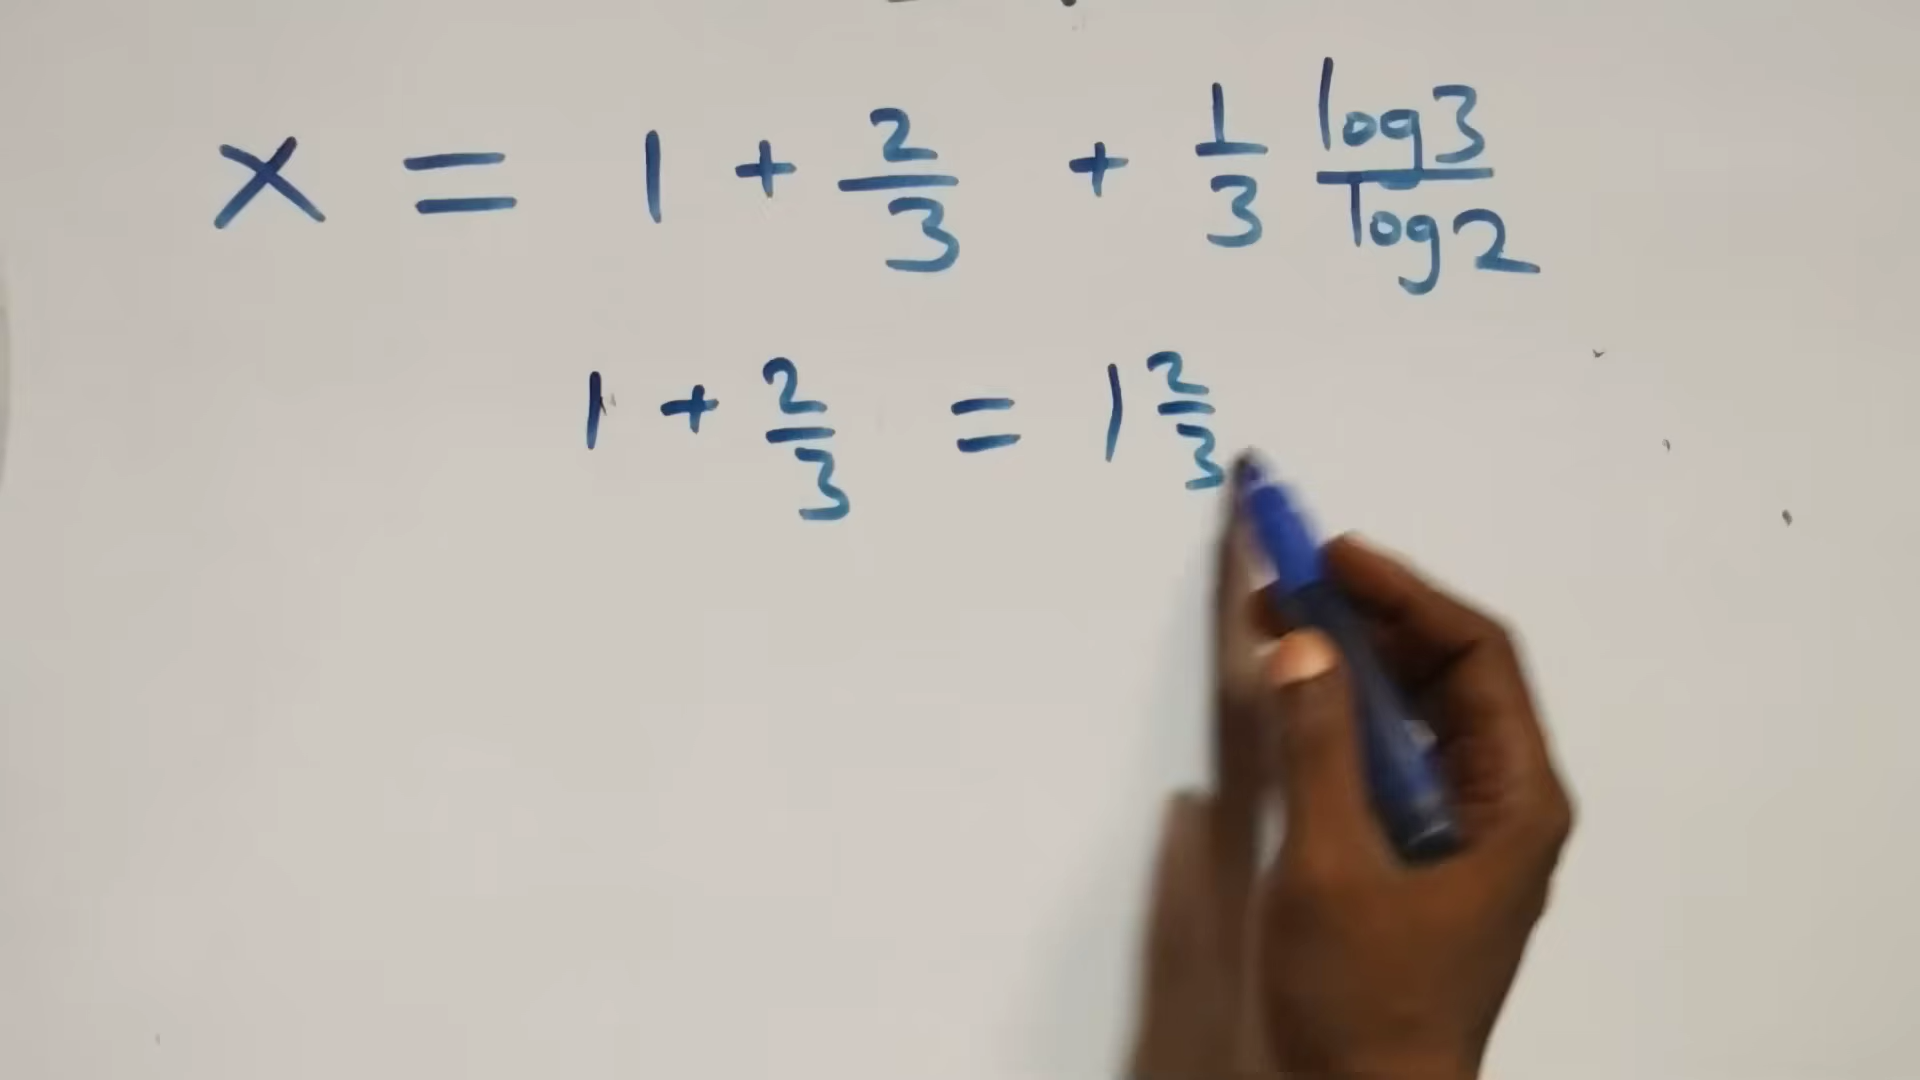 x = 1 + 2/3 + 1/3 log3/log2
1 + 2/3 = 1 2/3